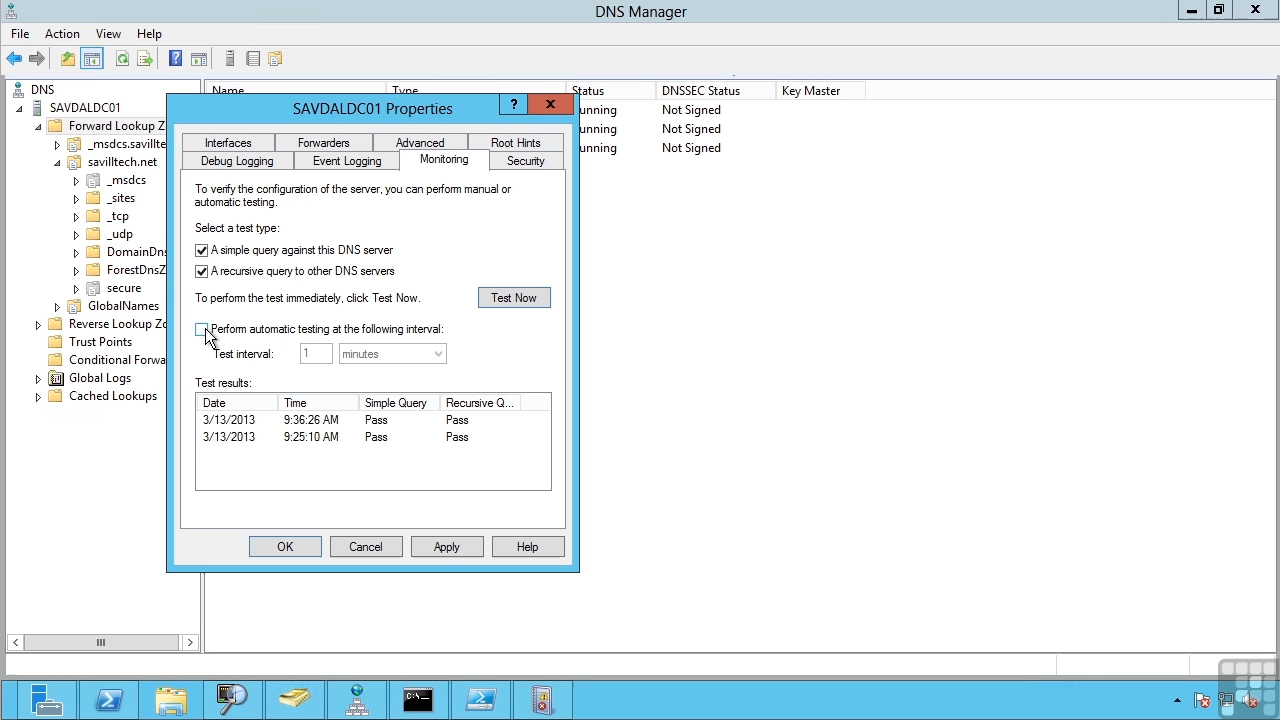 DNS Manager
File Action View Help
DNS
SAVDALDC01
Forward Lookup Z
_msdcs.savillte
savilltech.net
_msdcs
_sites
_tcp
_udp
DomainDns
ForestDnsZ
secure
GlobalNames
Reverse Lookup Zo
Trust Points
Conditional Forwa
Global Logs
Cached Lookups
Name Type Status DNSSEC Status Key Master
unning Not Signed
unning Not Signed
unning Not Signed
SAVDALDC01 Properties
Interfaces Forwarders Advanced Root Hints
Debug Logging Event Logging Monitoring Security
To verify the configuration of the server, you can perform manual or
automatic testing.
Select a test type:
A simple query against this DNS server
A recursive query to other DNS servers
To perform the test immediately, click Test Now. Test Now
Perform automatic testing at the following interval:
Test interval: 1 minutes
Test results:
Date Time Simple Query Recursive Q...
3/13/2013 9:36:26 AM Pass Pass
3/13/2013 9:25:10 AM Pass Pass
OK Cancel Apply Help